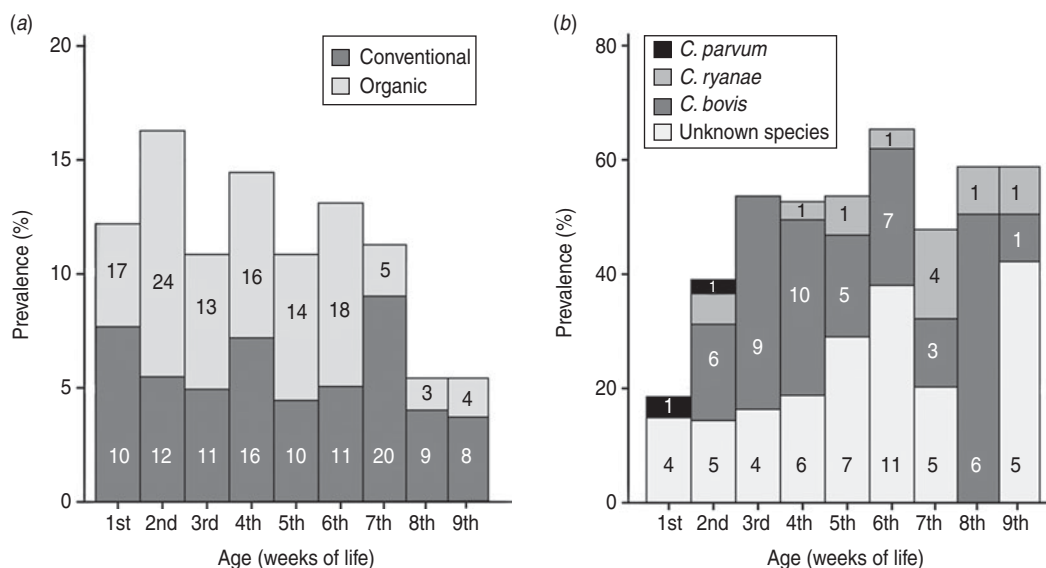 (a)
20
15
10
5
0
Prevalence (%)
Conventional
Organic
17 24 13 16 14 18 5 3 4
10 12 11 16 10 11 20 9 8
1st 2nd 3rd 4th 5th 6th 7th 8th 9th
Age (weeks of life)
(b)
80
60
40
20
0
Prevalence (%)
C. parvum
C. ryanae
C. bovis
Unknown species
1 1 1 1 1 4 1 1
6 9 10 5 7 3 6 1
4 5 4 6 7 11 5 5
1st 2nd 3rd 4th 5th 6th 7th 8th 9th
Age (weeks of life)